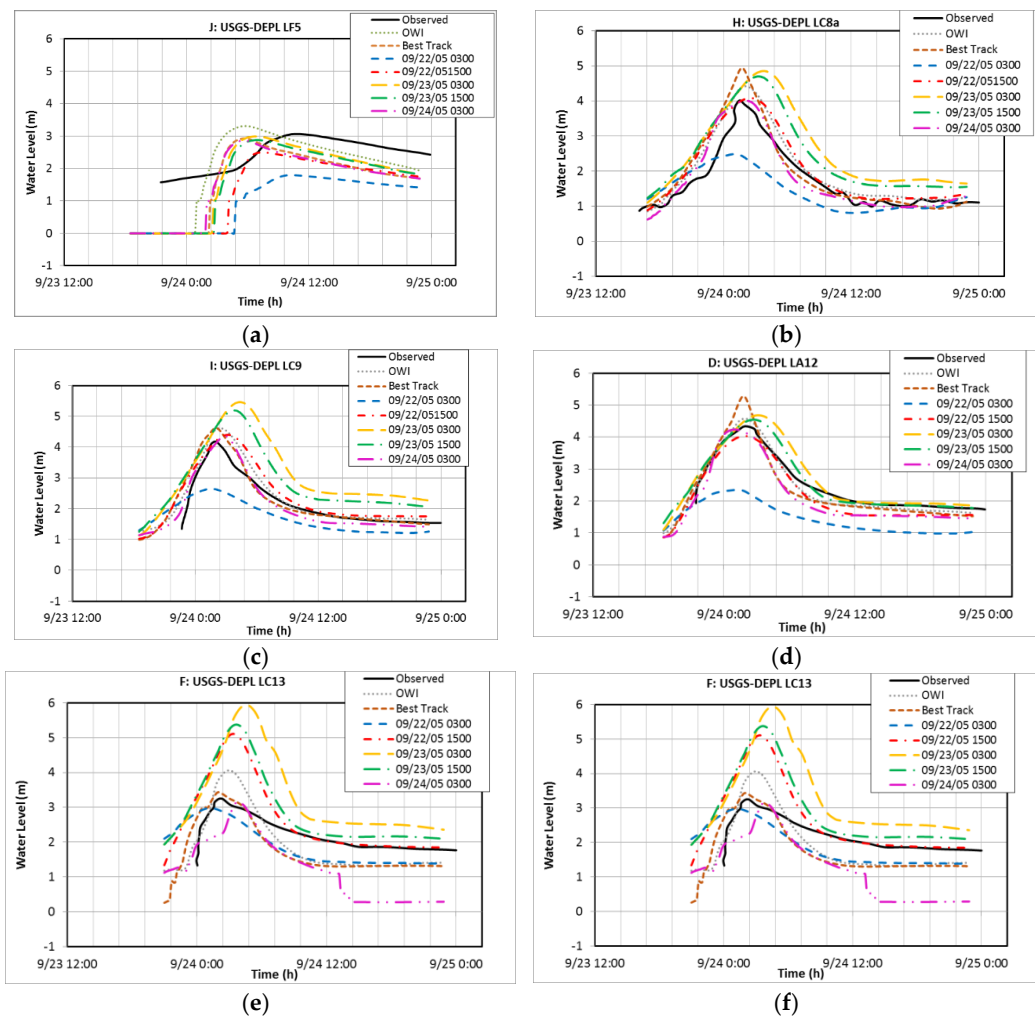 J: USGS-DEPL LF5
Observed
OWI
Best Track
09/22/05 0300
09/22/051500
09/23/05 0300
09/23/05 1500
09/24/05 0300
6
5
4
3
2
1
0
-1
Water Level (m)
9/23 12:00
9/24 0:00
9/24 12:00
9/25 0:00
Time (h)
(a)
H: USGS-DEPL LC8a
Observed
OWI
Best Track
09/22/05 0300
09/22/051500
09/23/05 0300
09/23/05 1500
09/24/05 0300
6
5
4
3
2
1
0
-1
Water Level (m)
9/23 12:00
9/24 0:00
9/24 12:00
9/25 0:00
Time (h)
(b)
I: USGS-DEPL LC9
Observed
OWI
Best Track
09/22/05 0300
09/22/051500
09/23/05 0300
09/23/05 1500
09/24/05 0300
6
5
4
3
2
1
0
-1
Water Level (m)
9/23 12:00
9/24 0:00
9/24 12:00
9/25 0:00
Time (h)
(c)
D: USGS-DEPL LA12
Observed
OWI
Best Track
09/22/05 0300
09/22/05 1500
09/23/05 0300
09/23/05 1500
09/24/05 0300
6
5
4
3
2
1
0
-1
Water Level (m)
9/23 12:00
9/24 0:00
9/24 12:00
9/25 0:00
Time (h)
(d)
F: USGS-DEPL LC13
Observed
OWI
Best Track
09/22/05 0300
09/22/05 1500
09/23/05 0300
09/23/05 1500
09/24/05 0300
6
5
4
3
2
1
0
-1
Water Level (m)
9/23 12:00
9/24 0:00
9/24 12:00
9/25 0:00
Time (h)
(e)
F: USGS-DEPL LC13
Observed
OWI
Best Track
09/22/05 0300
09/22/05 1500
09/23/05 0300
09/23/05 1500
09/24/05 0300
6
5
4
3
2
1
0
-1
Water Level (m)
9/23 12:00
9/24 0:00
9/24 12:00
9/25 0:00
Time (h)
(f)